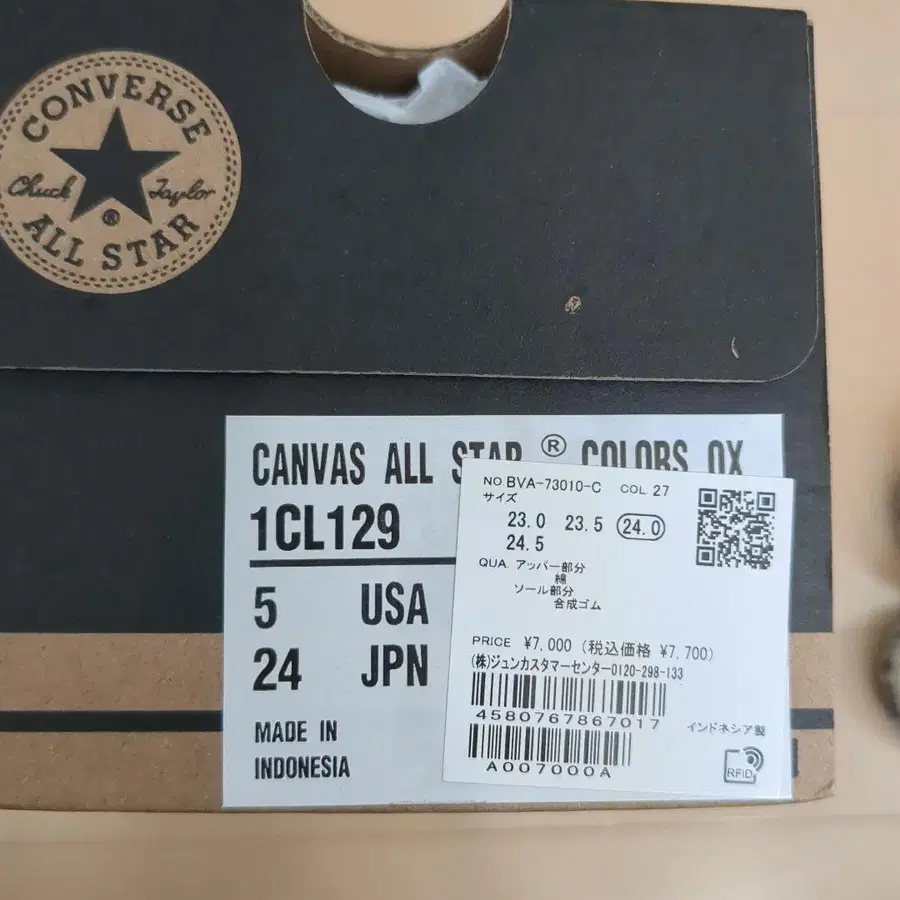 CONVERSE
Chuck Taylor
®
ALL STAR
CANVAS ALL STAR ® COLORS OX
1CL129
5 USA
24 JPN
MADE IN
INDONESIA
NO.BVA-73010-C COL 27
サイズ
23.0 23.5 24.0
24.5
QUA. アッパー部分
綿
ソール部分
合成ゴム
PRICE ¥7,000 (税込価格 ¥7,700)
(株)ジュンカスタマーセンター0120-298-133
4580767867017
インドネシア製
A007000A
RFID